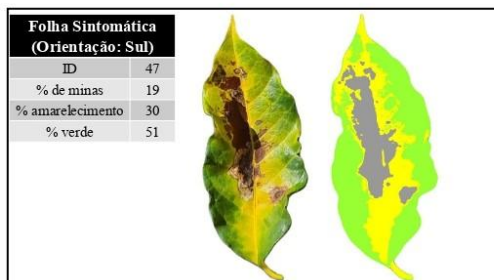 Folha Sintomática
(Orientação: Sul)
ID 47
% de minas 19
% amarelecimento 30
% verde 51